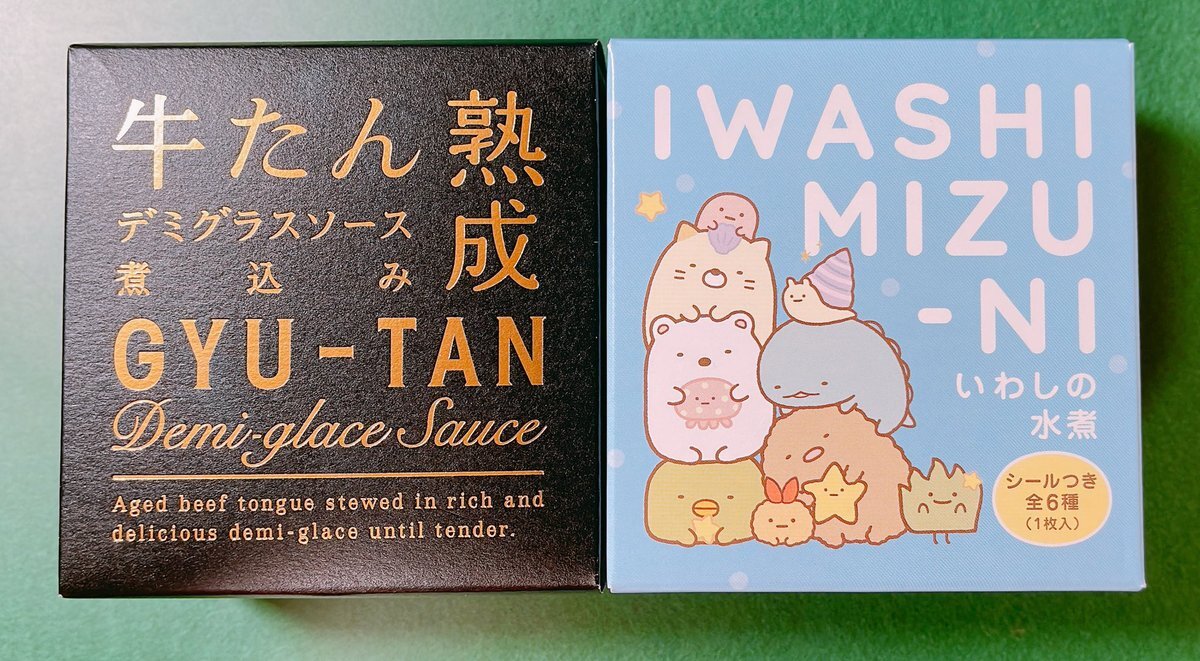 熟成
牛たん
デミグラスソース
煮込み
GYU-TAN
Demi-glace Sauce
Aged beef tongue stewed in rich and
delicious demi-glace until tender.
IWASHI
MIZU
-NI
いわしの
水煮
シールつき
全6種
(1枚入)